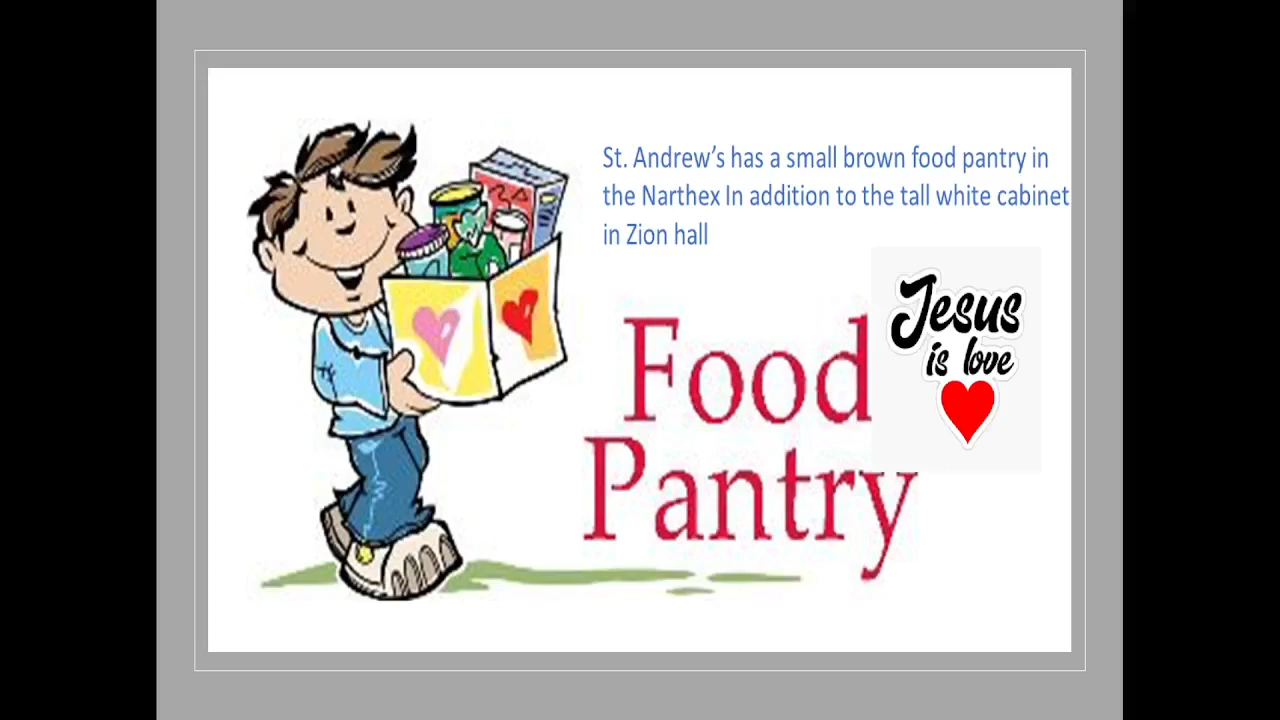 St. Andrew’s has a small brown food pantry in
the Narthex In addition to the tall white cabinet
in Zion hall
Jesus
is love
Food
Pantry